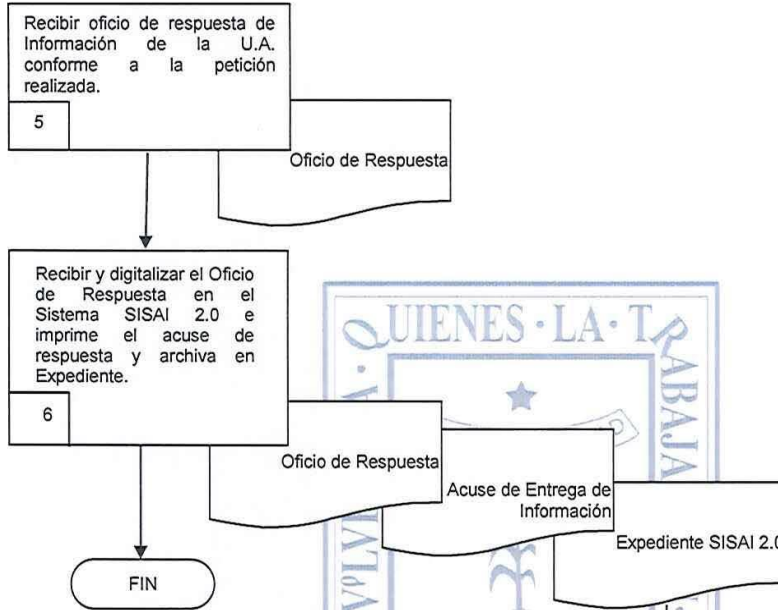 Recibir oficio de respuesta de
Información de la U.A.
conforme a la petición
realizada.
5
Oficio de Respuesta
Recibir y digitalizar el Oficio
de Respuesta en el
Sistema SISAI 2.0 e
imprime el acuse de
respuesta y archiva en
Expediente.
6
QUIENES · LA · TRABAJA
Oficio de Respuesta
Acuse de Entrega de
Información
Expediente SISAI 2.0
FIN